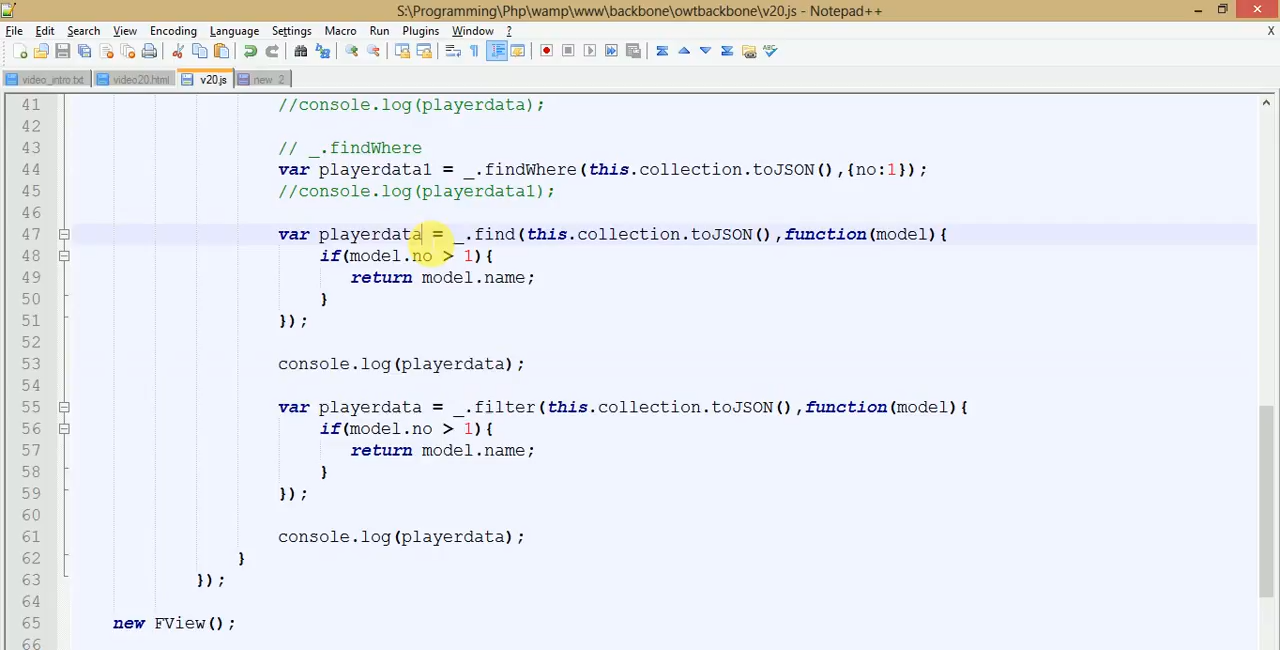 S:\Programming\Php\wamp\www\backbone\owtbackbone\v20.js - Notepad++
File Edit Search View Encoding Language Settings Macro Run Plugins Window ? X
video_intro.txt video20.html v20.js new 2
41 //console.log(playerdata);
42
43 // _.findWhere
44 var playerdata1 = _.findWhere(this.collection.toJSON(),{no:1});
45 //console.log(playerdata1);
46
47 var playerdata = _.find(this.collection.toJSON(),function(model){
48 if(model.no > 1){
49 return model.name;
50 }
51 });
52
53 console.log(playerdata);
54
55 var playerdata = _.filter(this.collection.toJSON(),function(model){
56 if(model.no > 1){
57 return model.name;
58 }
59 });
60
61 console.log(playerdata);
62 }
63 });
64
65 new FView();
66